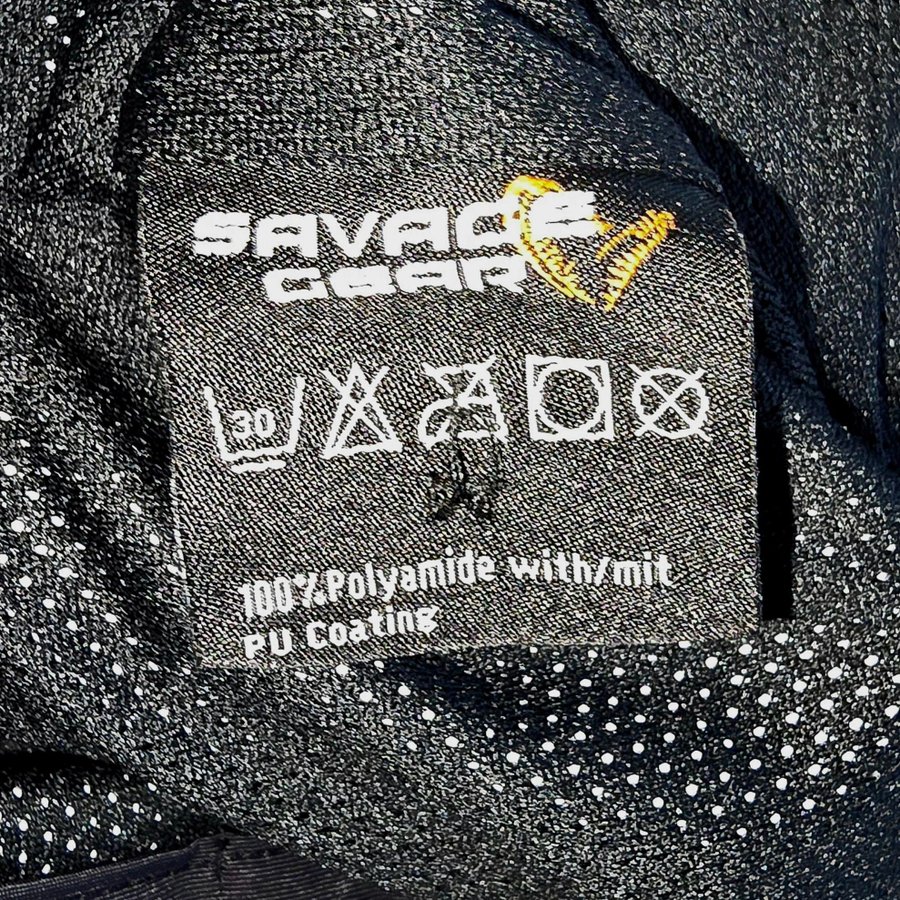 SAVAGE
GEAR
30
100%Polyamide with/mit
PU Coating